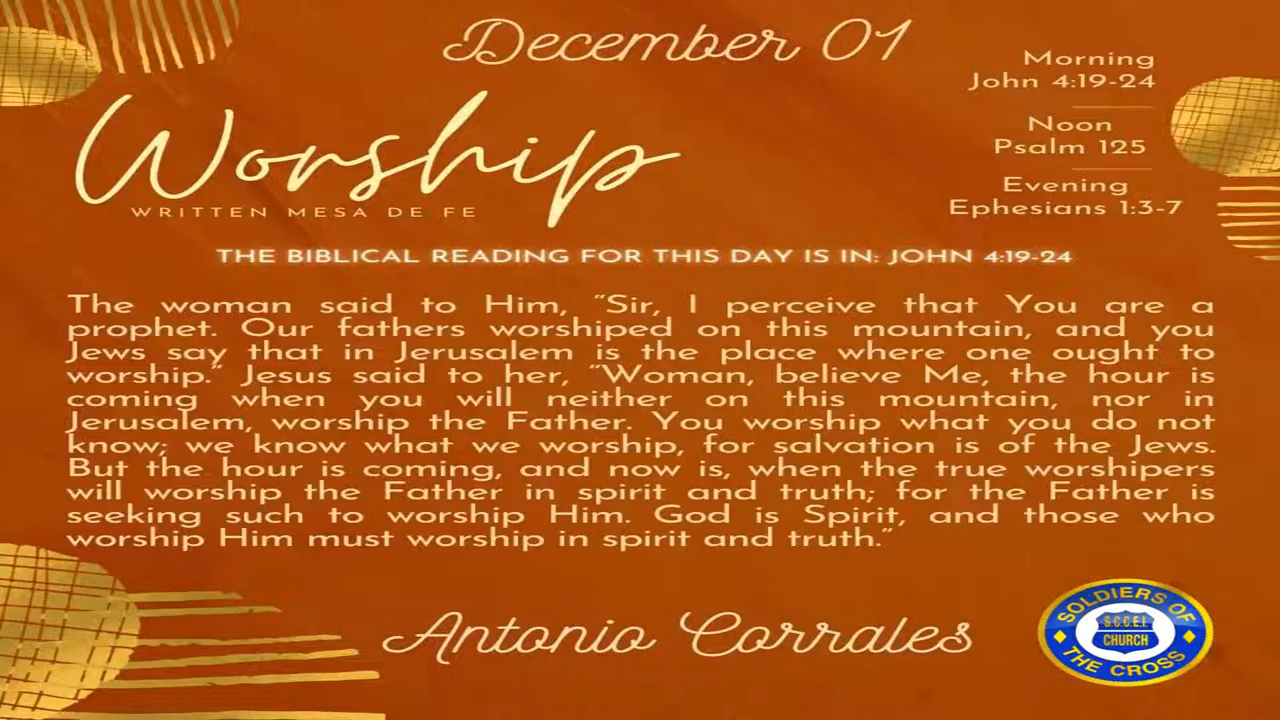 December 01
Morning
John 4:19-24
Noon
Psalm 125
Evening
Ephesians 1:3-7
Worship
WRITTEN MESA DE FE
THE BIBLICAL READING FOR THIS DAY IS IN: JOHN 4:19-24
The woman said to Him, “Sir, I perceive that You are a
prophet. Our fathers worshiped on this mountain, and you
Jews say that in Jerusalem is the place where one ought to
worship.” Jesus said to her, “Woman, believe Me, the hour is
coming when you will neither on this mountain, nor in
Jerusalem, worship the Father. You worship what you do not
know; we know what we worship, for salvation is of the Jews.
But the hour is coming, and now is, when the true worshipers
will worship the Father in spirit and truth; for the Father is
seeking such to worship Him. God is Spirit, and those who
worship Him must worship in spirit and truth.”
Antonio Corrales
SOLDIERS OF
S.C.C.E.I.
CHURCH
THE CROSS